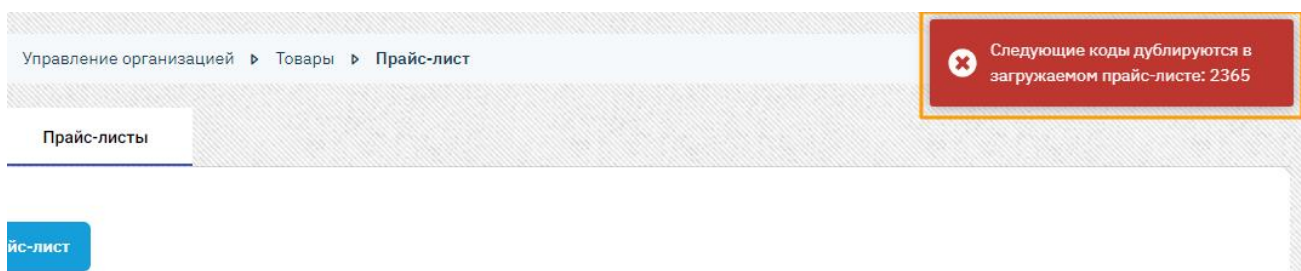 Управление организацией ▶ Товары ▶ Прайс-лист
Следующие коды дублируются в
загружаемом прайс-листе: 2365
Прайс-листы
йс-лист